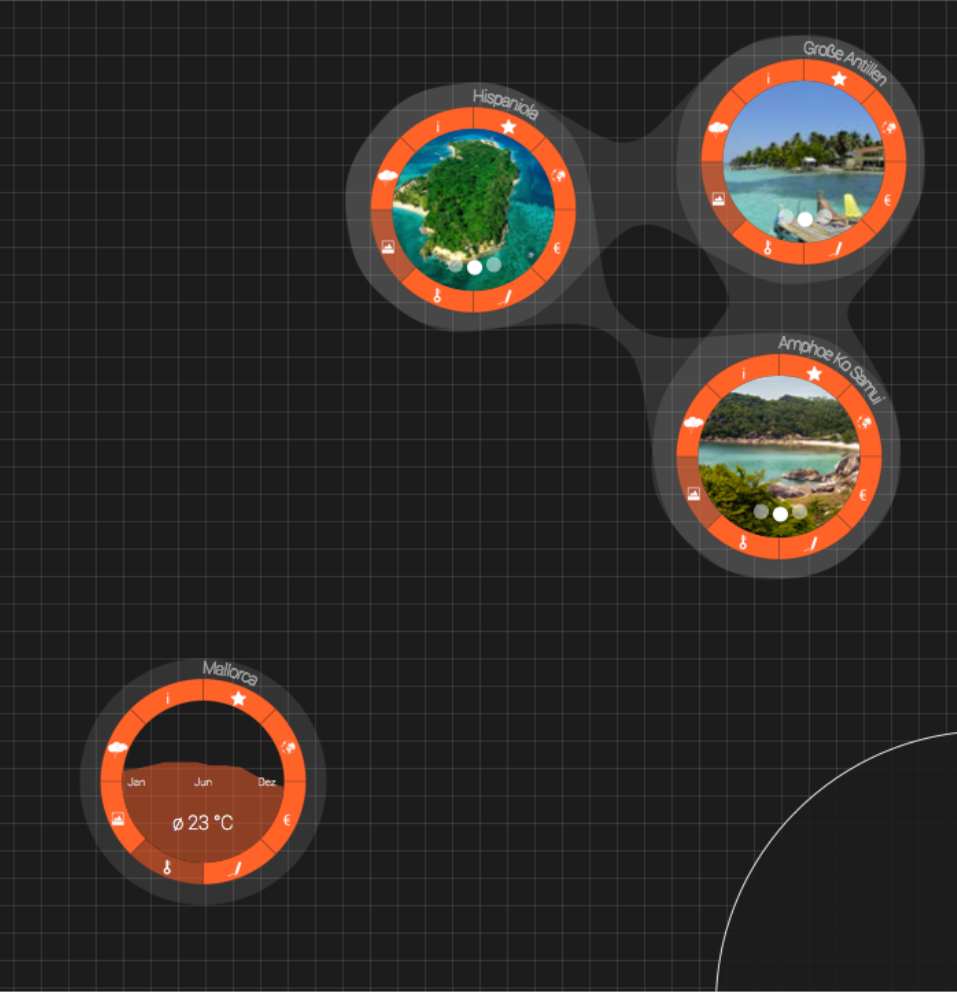 Große Antillen
i
€
Hispaniola
i
€
Amphoe Ko Samui
i
€
Mallorca
i
Jan Jun Dez
€
ø 23 °C